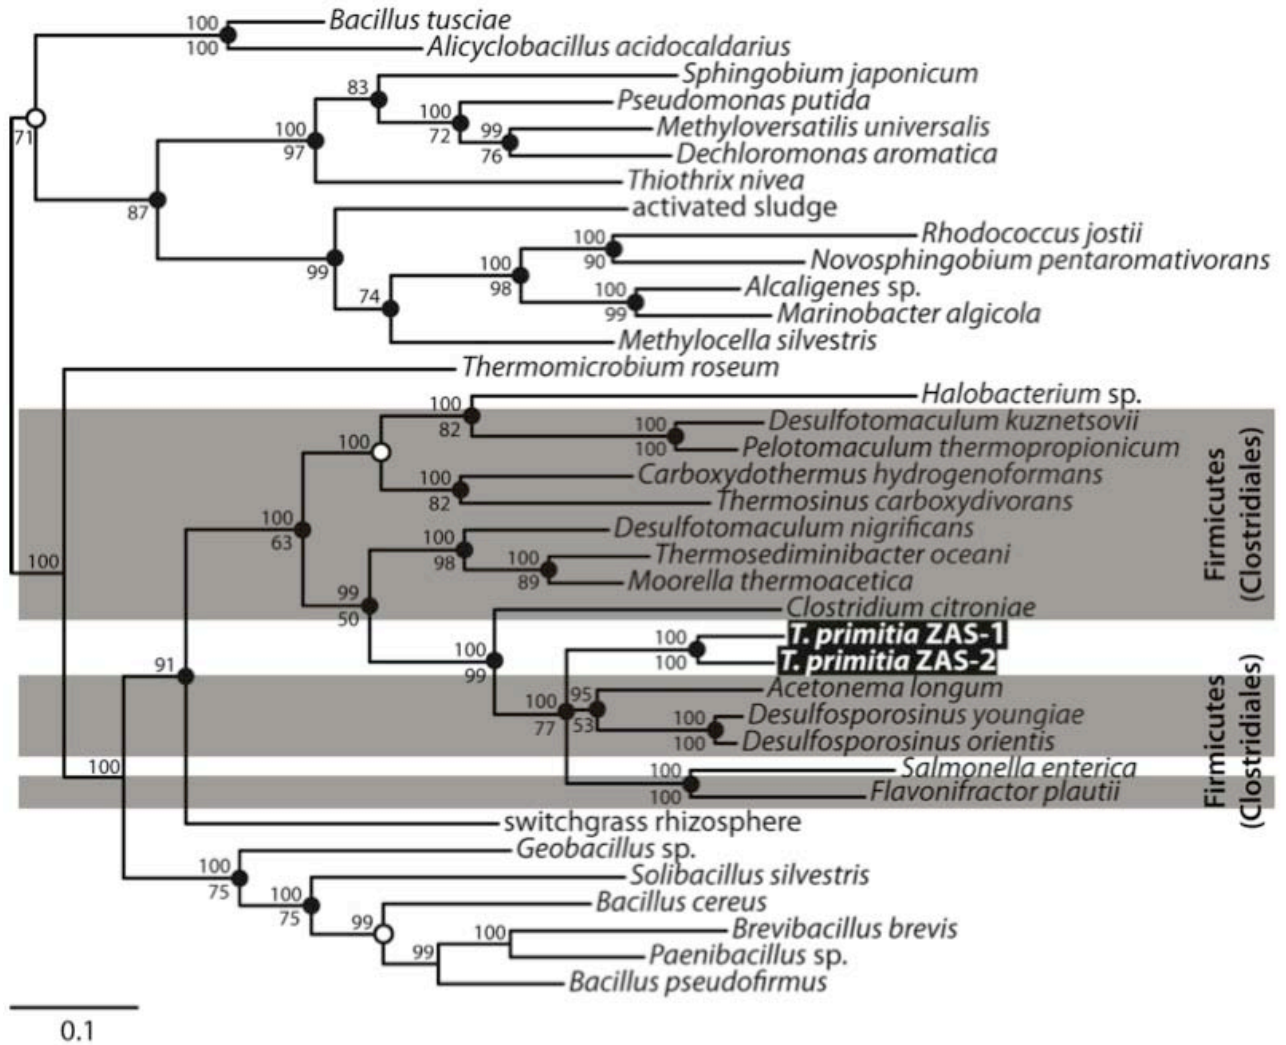 100
100
Bacillus tusciae
Alicyclobacillus acidocaldarius
71
83
Sphingobium japonicum
100
72
Pseudomonas putida
99
76
Methyloversatilis universalis
Dechloromonas aromatica
100
97
Thiothrix nivea
87
activated sludge
99
100
90
Rhodococcus jostii
Novosphingobium pentaromativorans
100
98
100
99
Alcaligenes sp.
Marinobacter algicola
74
Methylocella silvestris
Thermomicrobium roseum
100
82
Halobacterium sp.
100
100
Desulfotomaculum kuznetsovii
Pelotomaculum thermopropionicum
100
100
82
Carboxydothermus hydrogenoformans
Thermosinus carboxydivorans
100
63
100
98
Desulfotomaculum nigrificans
100
89
Thermosediminibacter oceani
Moorella thermoacetica
Firmicutes
(Clostridiales)
100
99
50
Clostridium citroniae
100
99
100
100
T. primitia ZAS-1
T. primitia ZAS-2
91
100
77
95
53
Acetonema longum
100
100
Desulfosporosinus youngiae
Desulfosporosinus orientis
100
100
100
Salmonella enterica
Flavonifractor plautii
Firmicutes
(Clostridiales)
switchgrass rhizosphere
100
75
Geobacillus sp.
100
75
Solibacillus silvestris
99
Bacillus cereus
99
100
Brevibacillus brevis
Paenibacillus sp.
Bacillus pseudofirmus
0.1